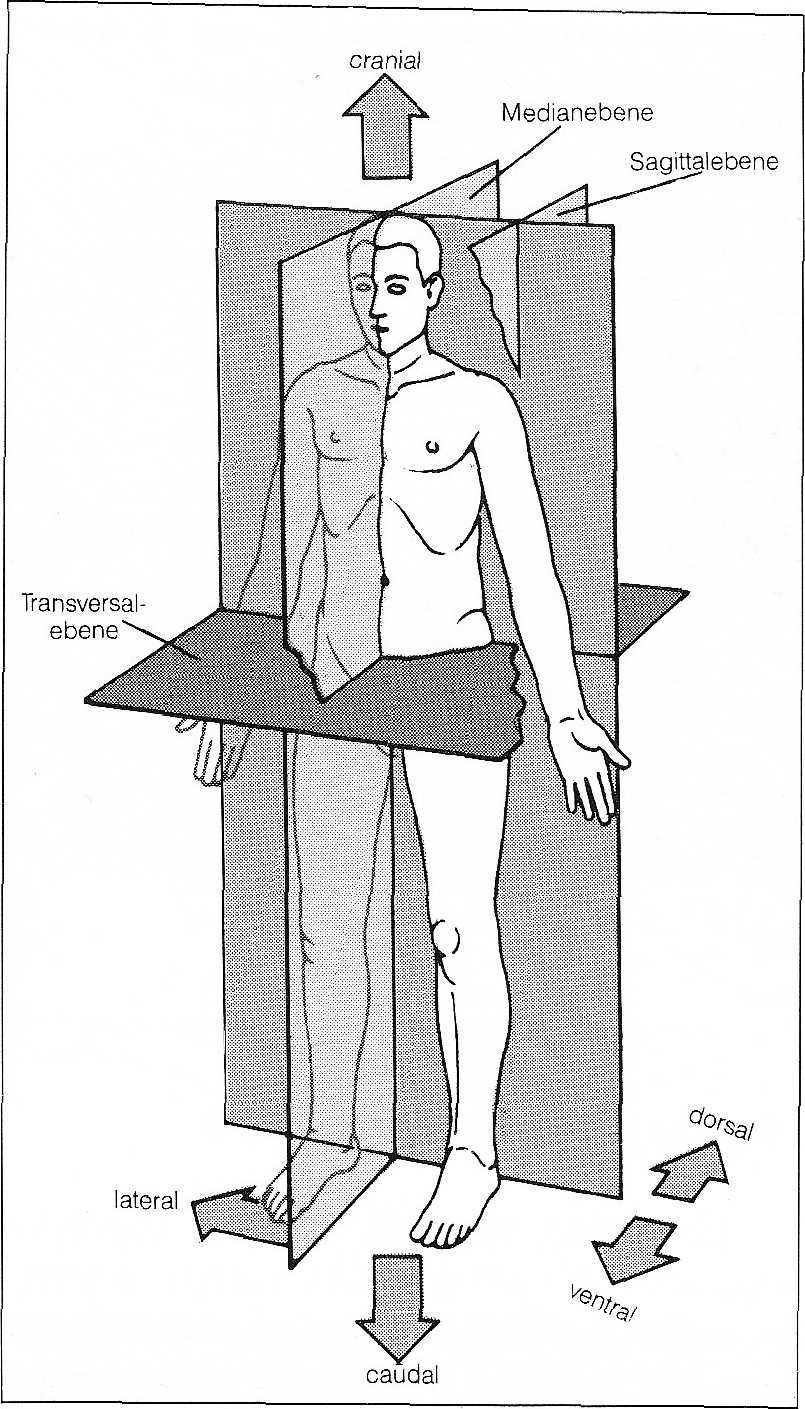 cranial
Medianebene
Sagittalebene
Transversal-
ebene
dorsal
lateral
ventral
caudal